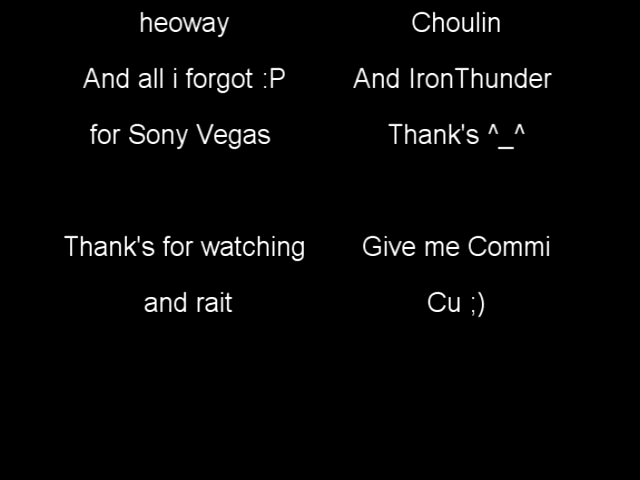 heoway
And all i forgot :P
for Sony Vegas
Thank's for watching
and rait
Choulin
And IronThunder
Thank's ^_^
Give me Commi
Cu ;)